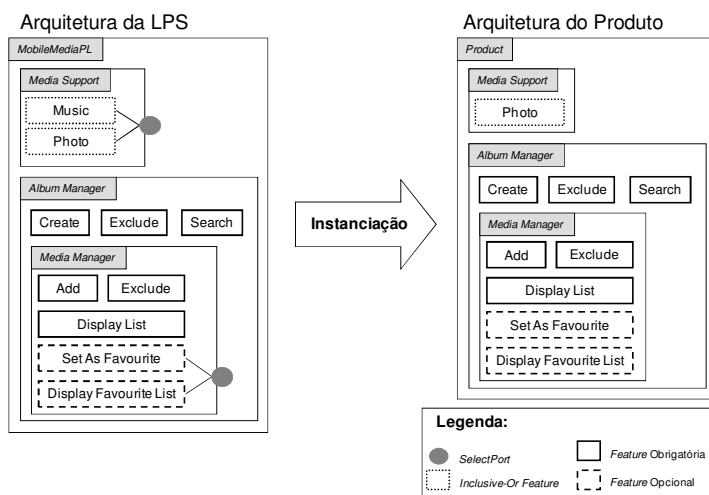 Arquitetura da LPS
MobileMediaPL
Media Support
Music
Photo
Album Manager
Create
Exclude
Search
Media Manager
Add
Exclude
Display List
Set As Favourite
Display Favourite List
Instanciação
Arquitetura do Produto
Product
Media Support
Photo
Album Manager
Create
Exclude
Search
Media Manager
Add
Exclude
Display List
Set As Favourite
Display Favourite List
Legenda:
SelectPort
Feature Obrigatória
Inclusive-Or Feature
Feature Opcional